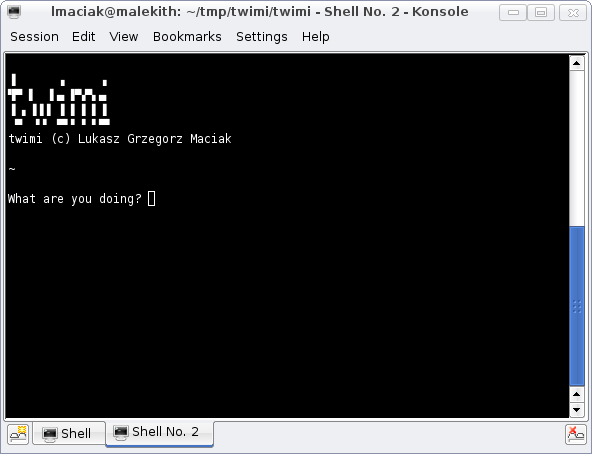 lmaciak@malekith: ~/tmp/twimi/twimi - Shell No. 2 - Konsole
Session Edit View Bookmarks Settings Help
twimi
twimi (c) Lukasz Grzegorz Maciak
~
What are you doing?
Shell Shell No. 2